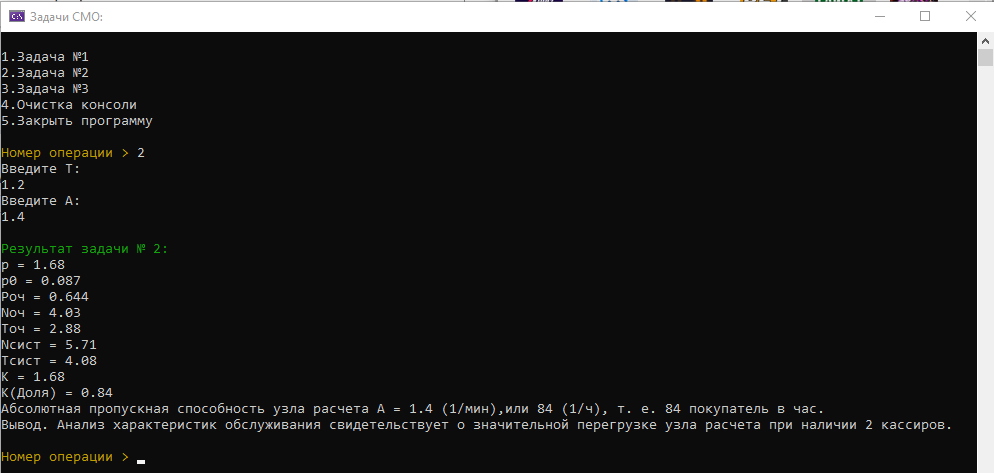 Задачи СМО:
1.Задача №1
2.Задача №2
3.Задача №3
4.Очистка консоли
5.Закрыть программу
Номер операции > 2
Введите T:
1.2
Введите A:
1.4
Результат задачи № 2:
p = 1.68
p0 = 0.087
Pоч = 0.644
Nоч = 4.03
Tоч = 2.88
Nсист = 5.71
Tсист = 4.08
K = 1.68
K(Доля) = 0.84
Абсолютная пропускная способность узла расчета A = 1.4 (1/мин),или 84 (1/ч), т. е. 84 покупатель в час.
Вывод. Анализ характеристик обслуживания свидетельствует о значительной перегрузке узла расчета при наличии 2 кассиров.
Номер операции >